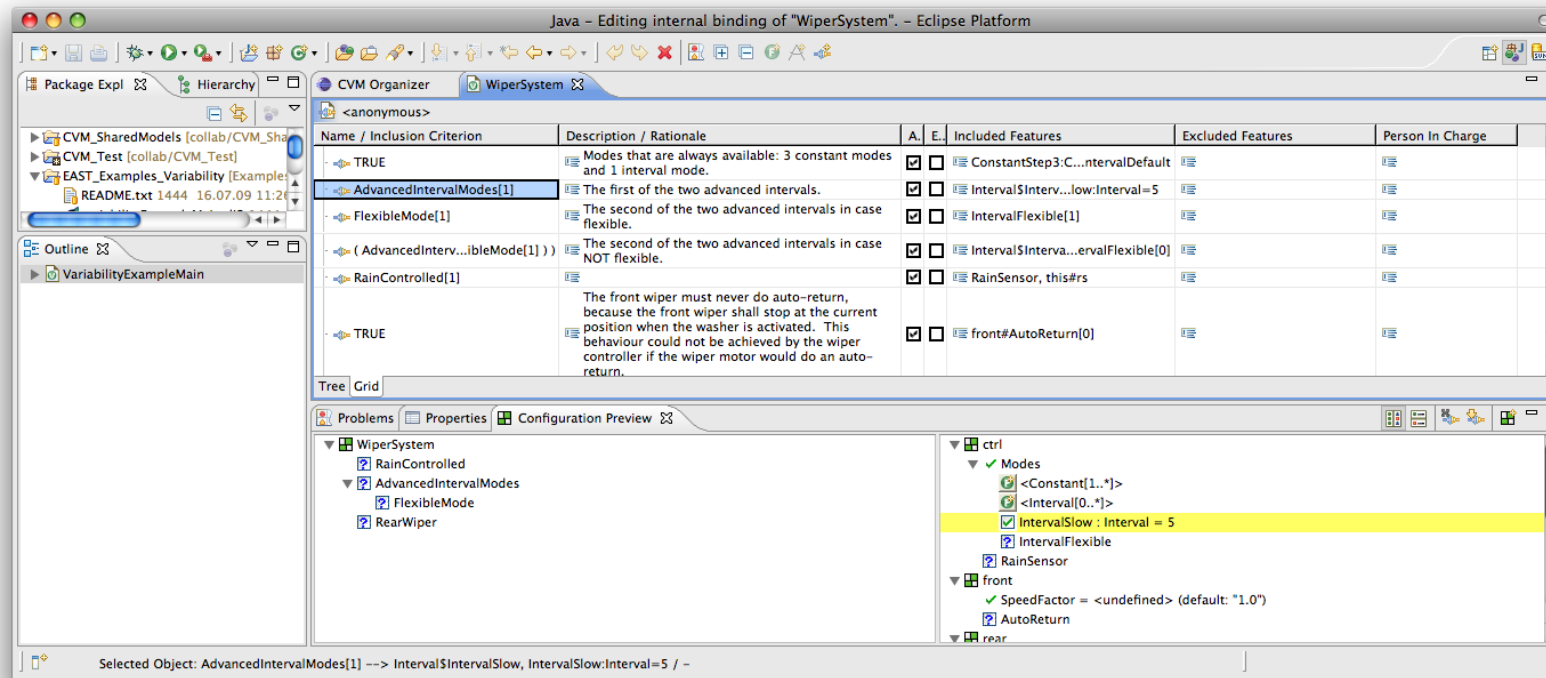 Java – Editing internal binding of "WiperSystem". – Eclipse Platform
Package Expl
Hierarchy
CVM Organizer
WiperSystem
CVM_SharedModels [collab/CVM_Sha
CVM_Test [collab/CVM_Test]
EAST_Examples_Variability [Example
README.txt 1444 16.07.09 11:26
Outline
VariabilityExampleMain
<anonymous>
Name / Inclusion Criterion Description / Rationale A. E. Included Features Excluded Features Person In Charge
TRUE
Modes that are always available: 3 constant modes
and 1 interval mode.
ConstantStep3:C...ntervalDefault
AdvancedIntervalModes[1]
The first of the two advanced intervals.
Interval$Interv...low:Interval=5
FlexibleMode[1]
The second of the two advanced intervals in case
flexible.
IntervalFlexible[1]
( AdvancedInterv...ibleMode[1] ) )
The second of the two advanced intervals in case
NOT flexible.
Interval$Interva...ervalFlexible[0]
RainControlled[1]
RainSensor, this#rs
TRUE
The front wiper must never do auto-return,
because the front wiper shall stop at the current
position when the washer is activated. This
behaviour could not be achieved by the wiper
controller if the wiper motor would do an auto-
return.
front#AutoReturn[0]
Tree Grid
Problems
Properties
Configuration Preview
WiperSystem
RainControlled
AdvancedIntervalModes
FlexibleMode
RearWiper
ctrl
Modes
<Constant[1..*]>
<Interval[0..*]>
IntervalSlow : Interval = 5
IntervalFlexible
RainSensor
front
SpeedFactor = <undefined> (default: "1.0")
AutoReturn
rear
Selected Object: AdvancedIntervalModes[1] --> Interval$IntervalSlow, IntervalSlow:Interval=5 / -